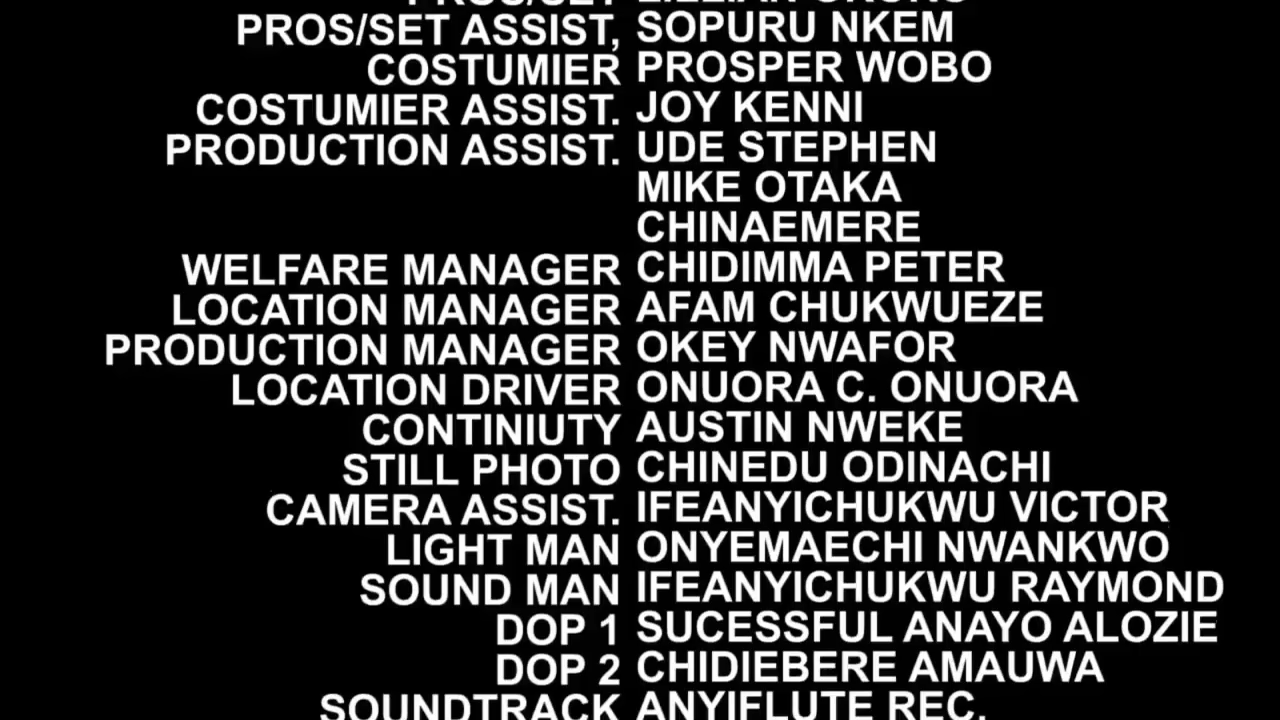 PROS/SET
PROS/SET ASSIST, SOPURU NKEM
COSTUMIER PROSPER WOBO
COSTUMIER ASSIST. JOY KENNI
PRODUCTION ASSIST. UDE STEPHEN
MIKE OTAKA
CHINAEMERE
WELFARE MANAGER CHIDIMMA PETER
LOCATION MANAGER AFAM CHUKWUEZE
PRODUCTION MANAGER OKEY NWAFOR
LOCATION DRIVER ONUORA C. ONUORA
CONTINIUTY AUSTIN NWEKE
STILL PHOTO CHINEDU ODINACHI
CAMERA ASSIST. IFEANYICHUKWU VICTOR
LIGHT MAN ONYEMAECHI NWANKWO
SOUND MAN IFEANYICHUKWU RAYMOND
DOP 1 SUCESSFUL ANAYO ALOZIE
DOP 2 CHIDIEBERE AMAUWA
SOUNDTRACK ANYIFLUTE REC.